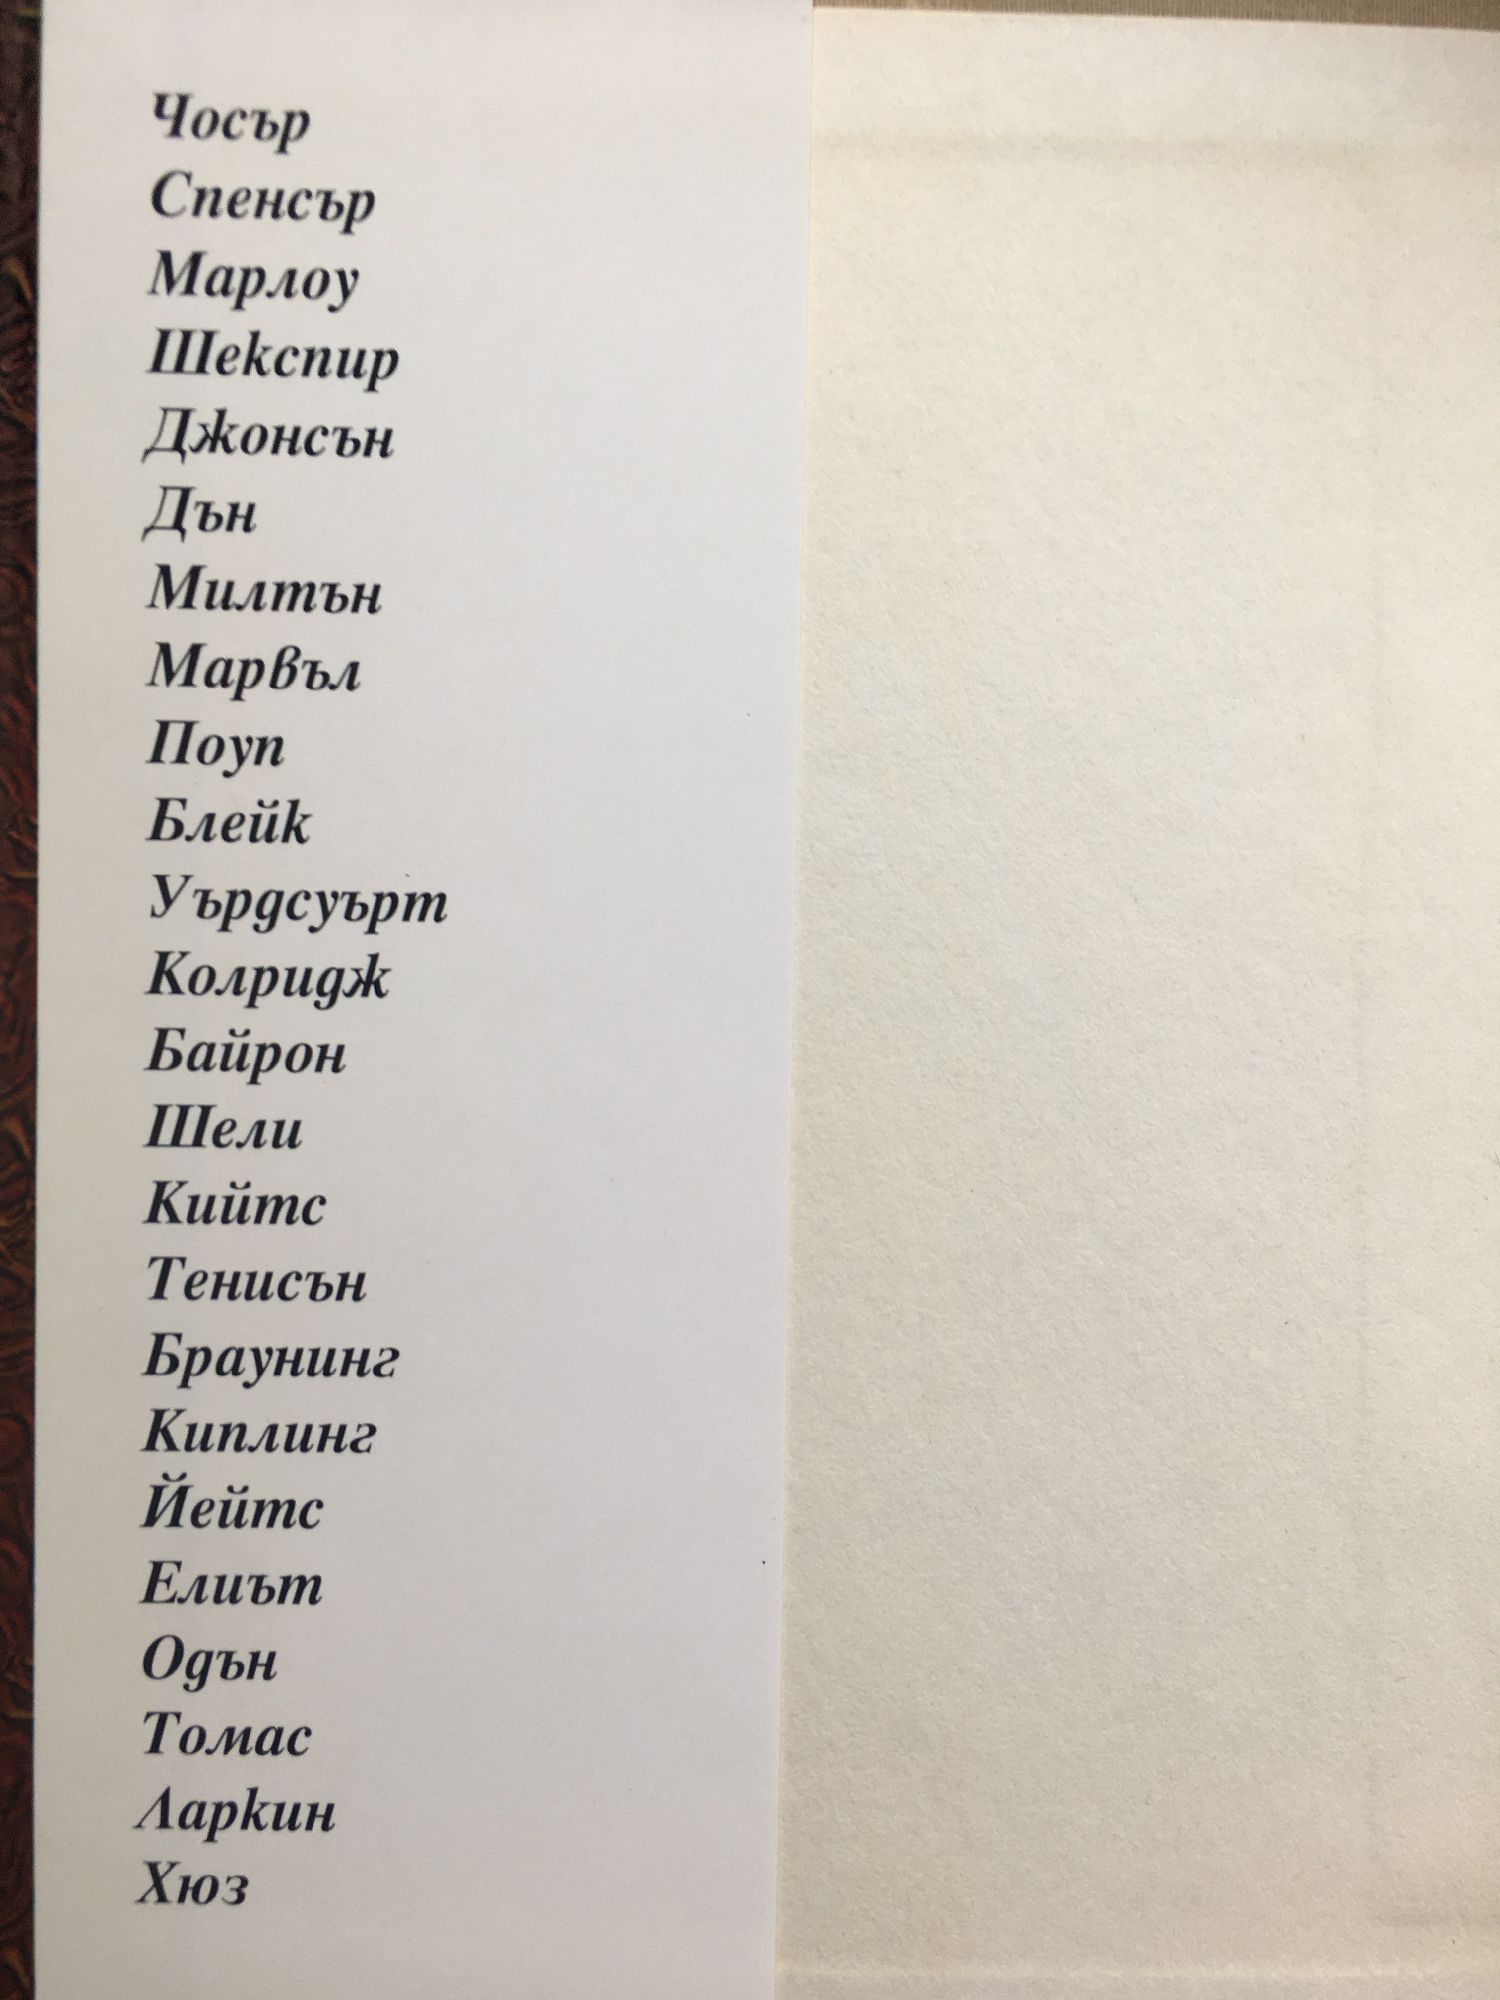 Чосър
Спенсър
Марлоу
Шекспир
Джонсън
Дън
Милтън
Марвъл
Поуп
Блейк
Уърдсуърт
Колридж
Байрон
Шели
Кийтс
Тенисън
Браунинг
Киплинг
Йейтс
Елиът
Одън
Томас
Ларкин
Хюз